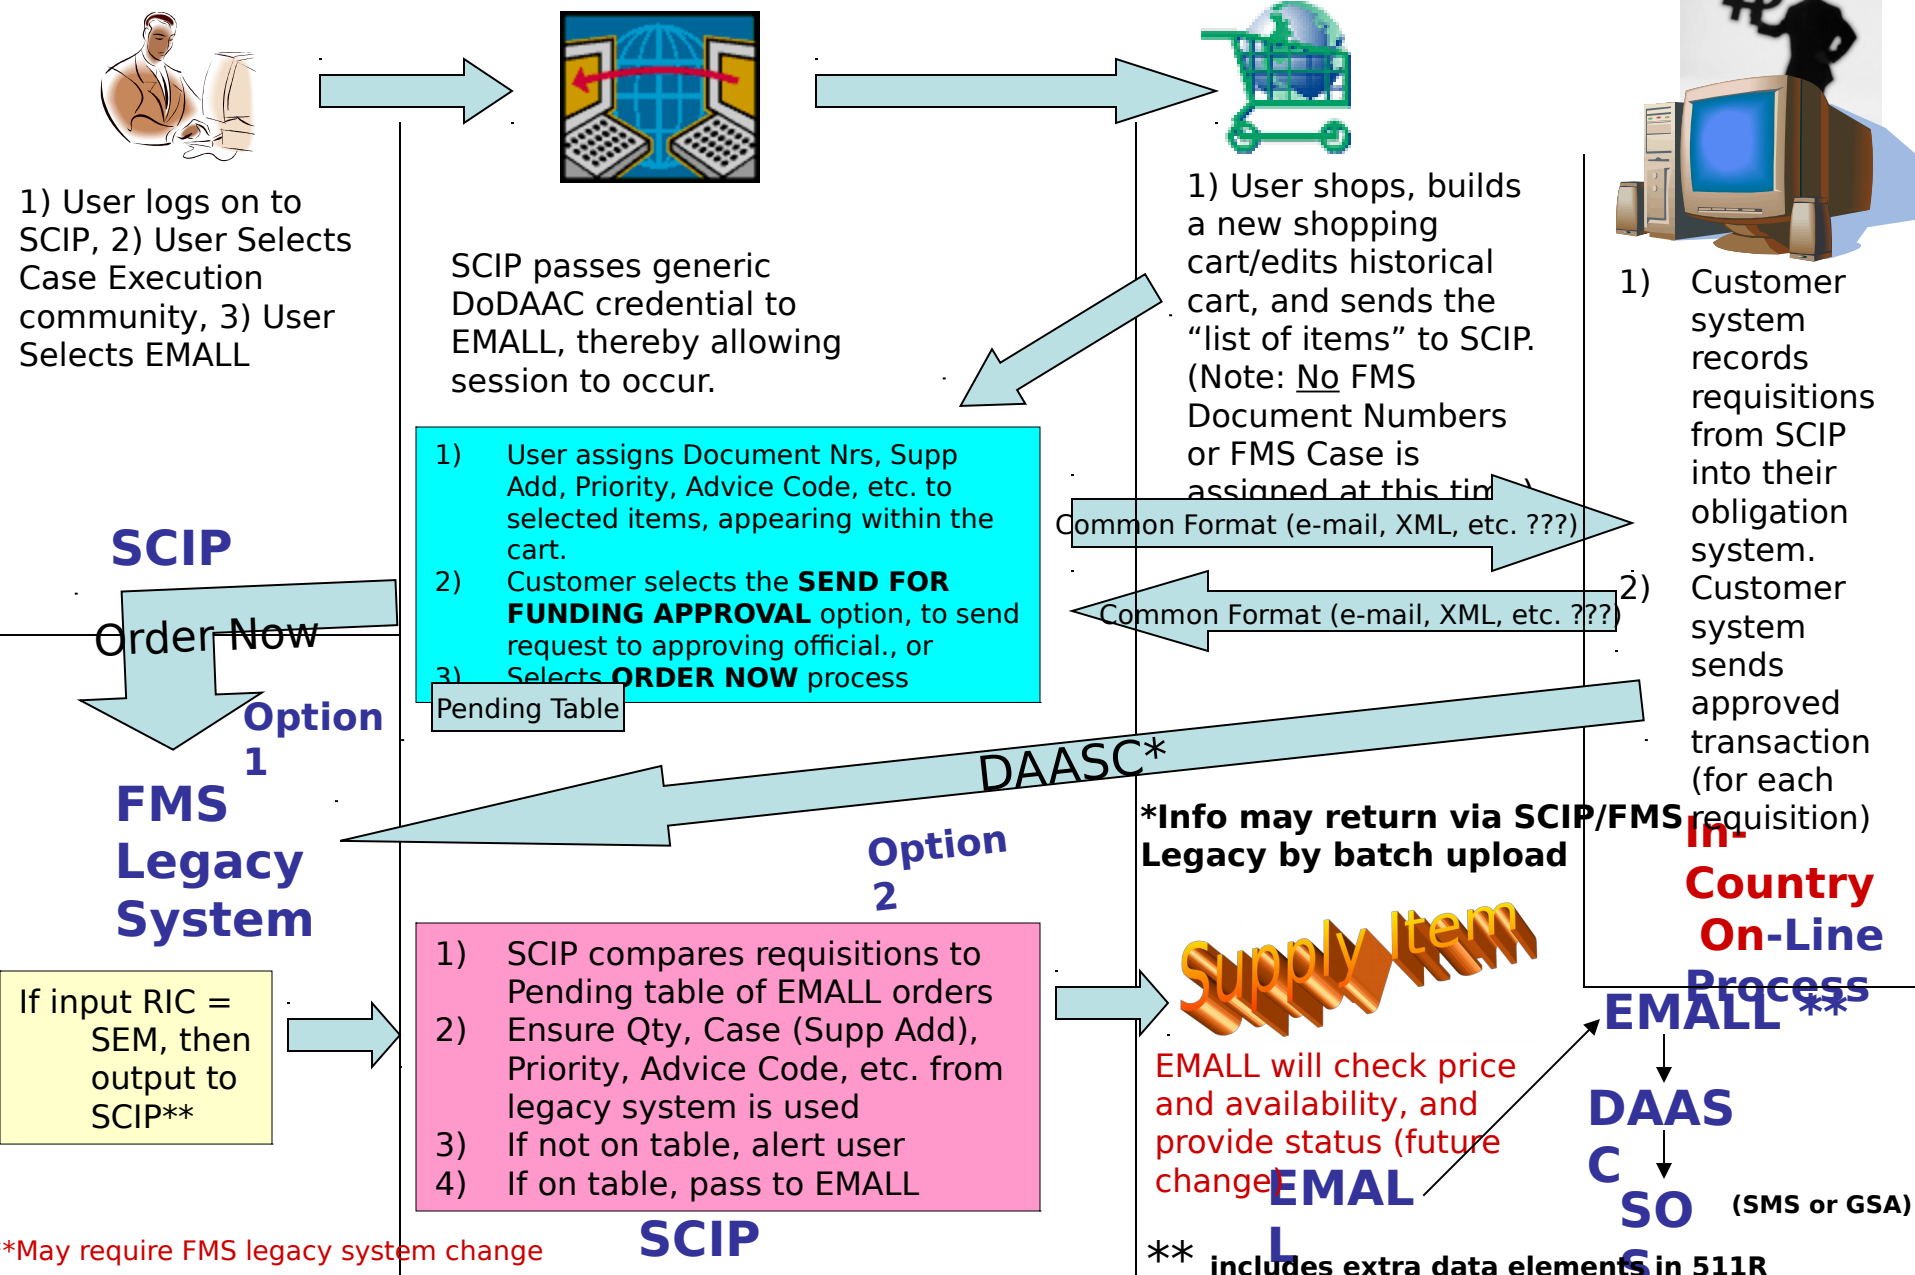 1) User logs on to
SCIP, 2) User Selects
Case Execution
community, 3) User
Selects EMALL
SCIP
SCIP passes generic
DoDAAC credential to
EMALL, thereby allowing
session to occur.
1) User shops, builds
a new shopping
cart/edits historical
cart, and sends the
“list of items” to SCIP.
(Note: No FMS
Document Numbers
or FMS Case is
assigned at this time)
1) Customer
system
records
requisitions
from SCIP
into their
obligation
system.
2) Customer
system
sends
approved
transaction
(for each
requisition)
In-
Country
On-Line
Process
1) User assigns Document Nrs, Supp
Add, Priority, Advice Code, etc. to
selected items, appearing within the
cart.
2) Customer selects the SEND FOR
FUNDING APPROVAL option, to send
request to approving official., or
3) Selects ORDER NOW process
Pending Table
Common Format (e-mail, XML, etc. ???)
Common Format (e-mail, XML, etc. ???)
Order Now
Option
1
FMS
Legacy
System
DAASC*
Option
2
*Info may return via SCIP/FMS
Legacy by batch upload
If input RIC =
SEM, then
output to
SCIP**
1) SCIP compares requisitions to
Pending table of EMALL orders
2) Ensure Qty, Case (Supp Add),
Priority, Advice Code, etc. from
legacy system is used
3) If not on table, alert user
4) If on table, pass to EMALL
SCIP
Supply Item
EMALL will check price
and availability, and
provide status (future
change)
EMAL
L
EMALL **
DAAS
C
SO
S
(SMS or GSA)
**May require FMS legacy system change
** includes extra data elements in 511R